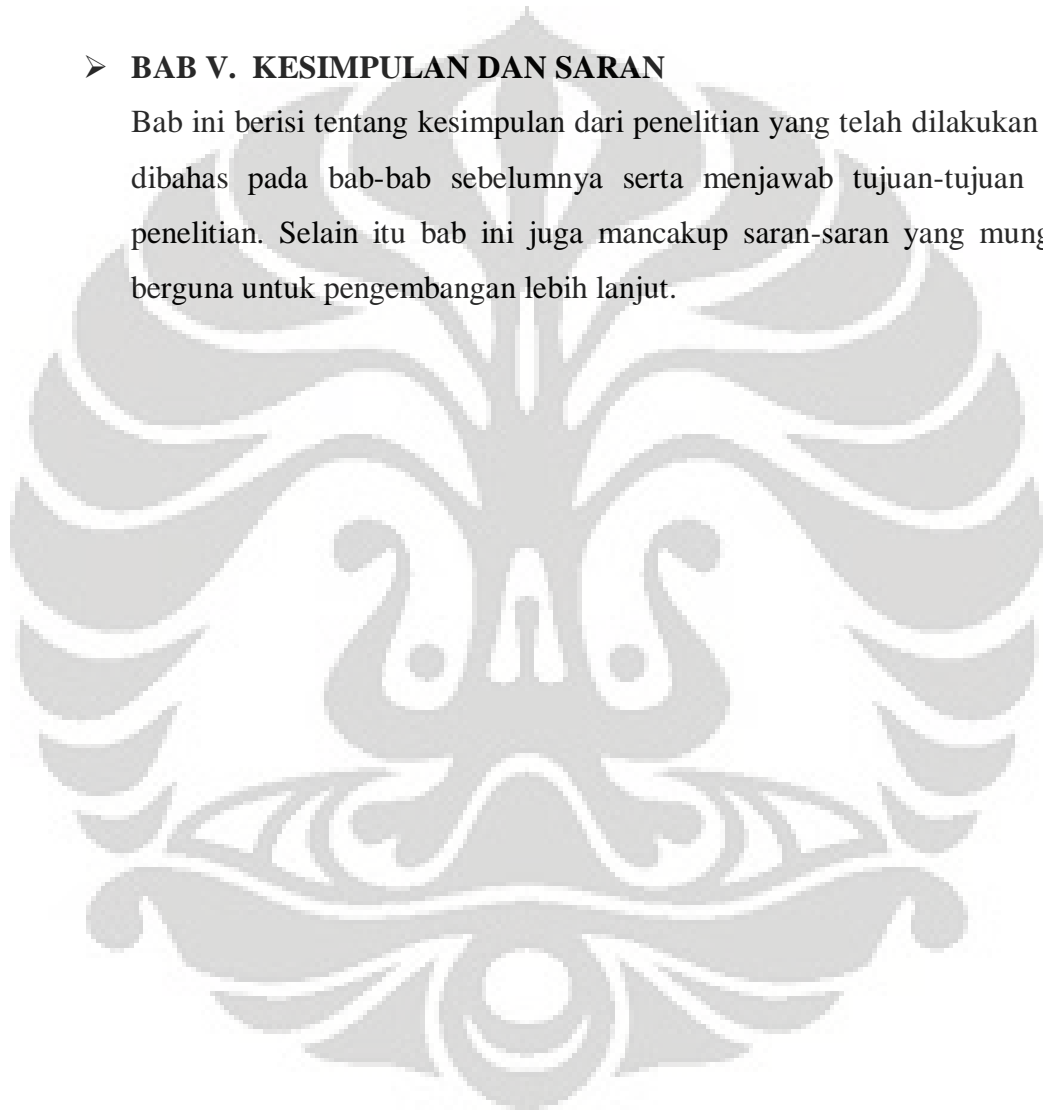 ➢ BAB V. KESIMPULAN DAN SARAN
Bab ini berisi tentang kesimpulan dari penelitian yang telah dilakukan
dibahas pada bab-bab sebelumnya serta menjawab tujuan-tujuan
penelitian. Selain itu bab ini juga mancakup saran-saran yang mung
berguna untuk pengembangan lebih lanjut.